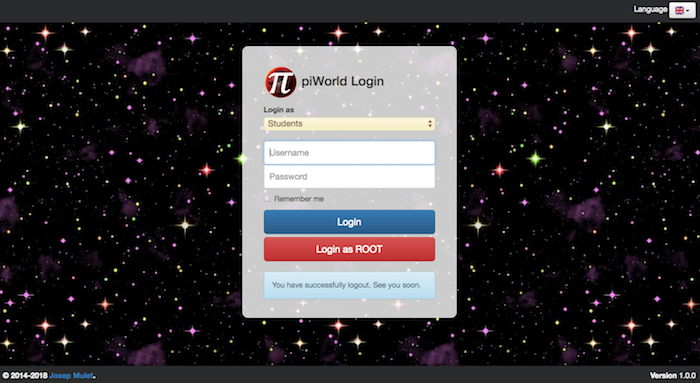 Language
π piWorld Login
Login as
Students
Username
Password
Remember me
Login
Login as ROOT
You have successfully logout. See you soon.
© 2014-2018 Josep Mulet. Version 1.0.0